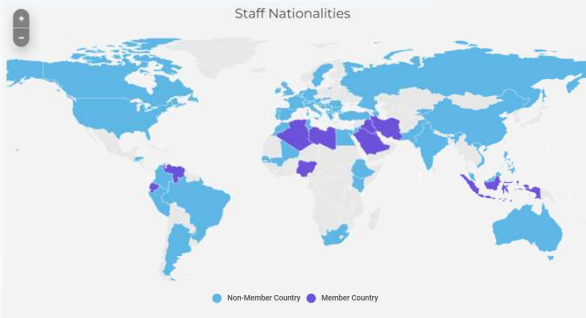 Staff Nationalities
+
−
Non-Member Country
Member Country